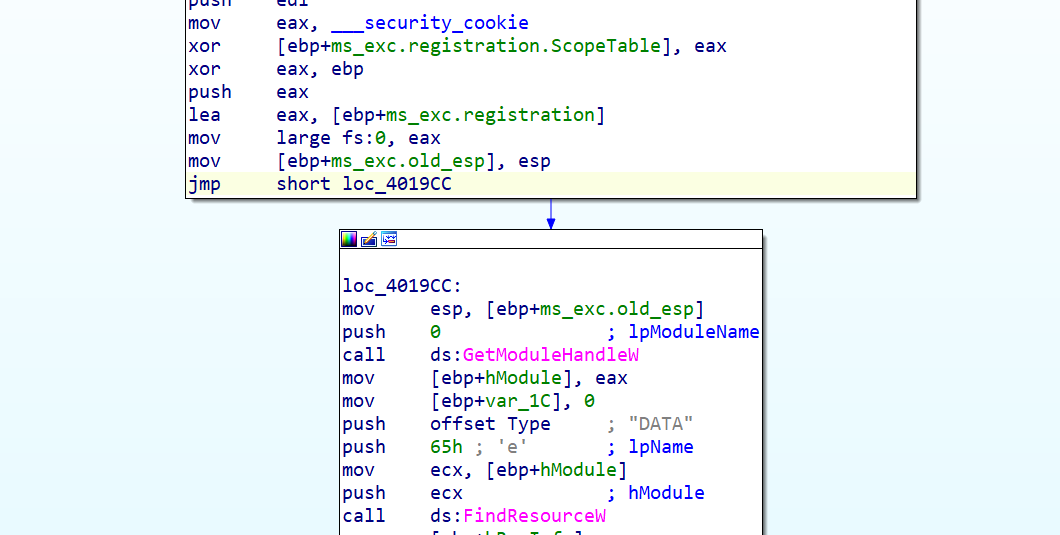 push edi
mov eax, ___security_cookie
xor [ebp+ms_exc.registration.ScopeTable], eax
xor eax, ebp
push eax
lea eax, [ebp+ms_exc.registration]
mov large fs:0, eax
mov [ebp+ms_exc.old_esp], esp
jmp short loc_4019CC
loc_4019CC:
mov esp, [ebp+ms_exc.old_esp]
push 0 ; lpModuleName
call ds:GetModuleHandleW
mov [ebp+hModule], eax
mov [ebp+var_1C], 0
push offset Type ; "DATA"
push 65h ; 'e' ; lpName
mov ecx, [ebp+hModule]
push ecx ; hModule
call ds:FindResourceW